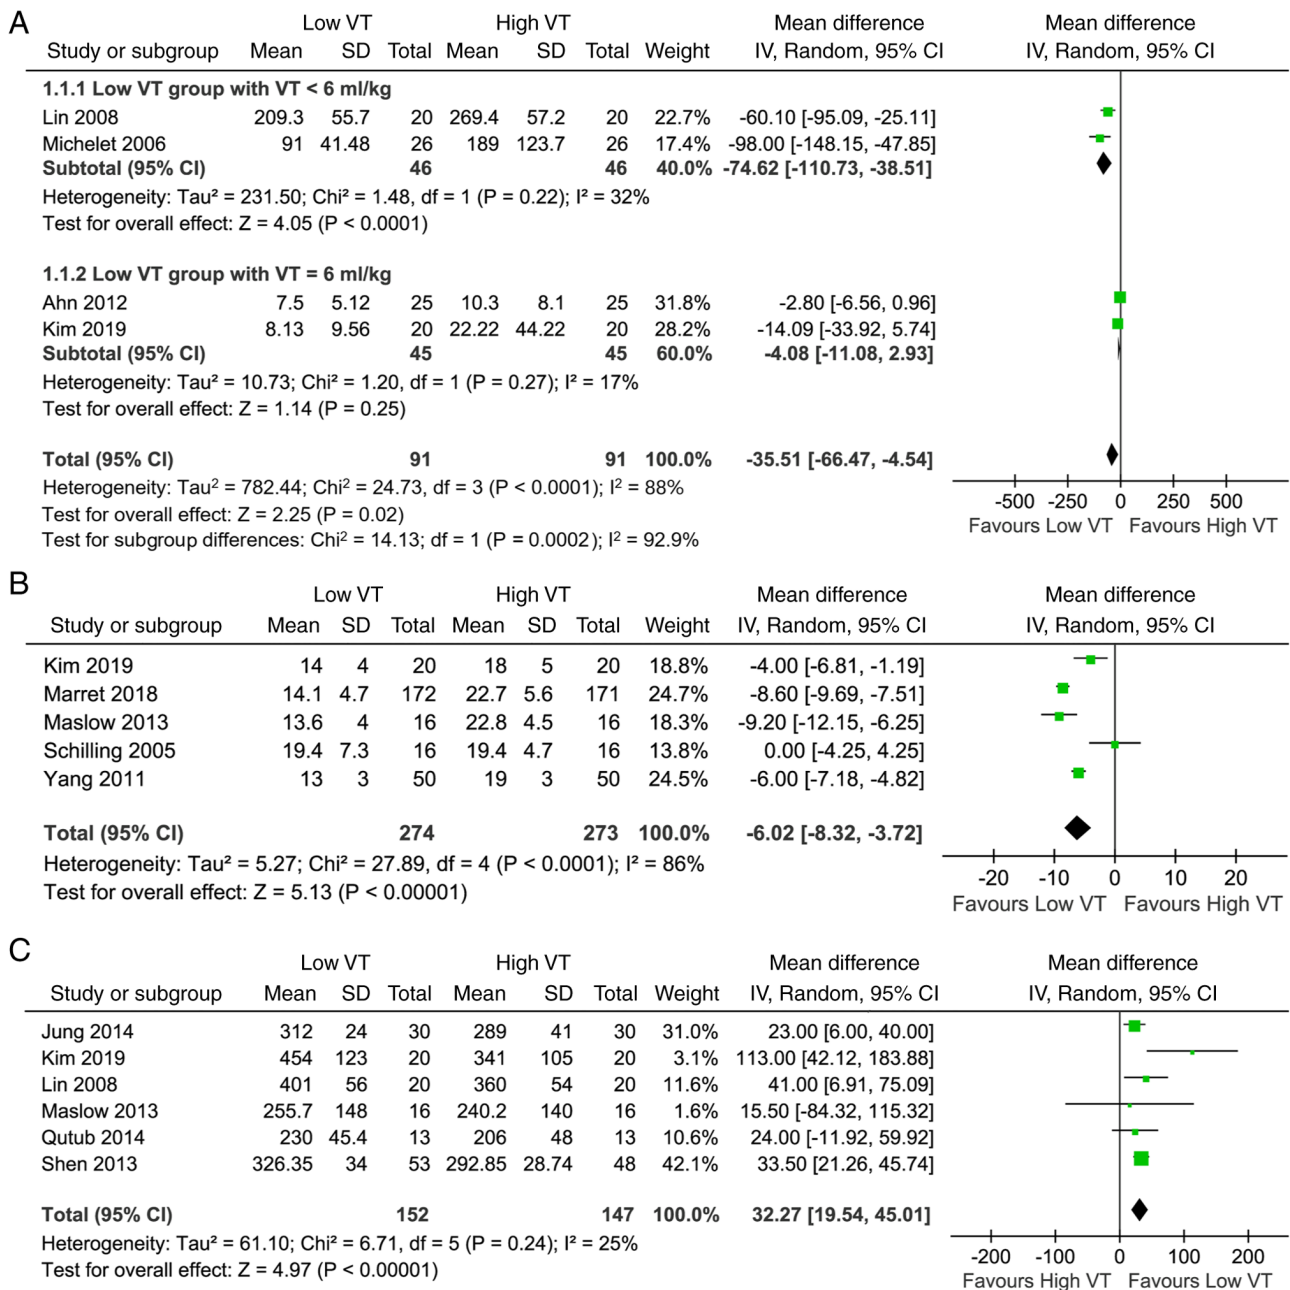 A
Low VT High VT Mean difference Mean difference
Study or subgroup Mean SD Total Mean SD Total Weight IV, Random, 95% CI IV, Random, 95% CI
1.1.1 Low VT group with VT < 6 ml/kg
Lin 2008 209.3 55.7 20 269.4 57.2 20 22.7% -60.10 [-95.09, -25.11]
Michelet 2006 91 41.48 26 189 123.7 26 17.4% -98.00 [-148.15, -47.85]
Subtotal (95% CI) 46 46 40.0% -74.62 [-110.73, -38.51]
Heterogeneity: Tau² = 231.50; Chi² = 1.48, df = 1 (P = 0.22); I² = 32%
Test for overall effect: Z = 4.05 (P < 0.0001)
1.1.2 Low VT group with VT = 6 ml/kg
Ahn 2012 7.5 5.12 25 10.3 8.1 25 31.8% -2.80 [-6.56, 0.96]
Kim 2019 8.13 9.56 20 22.22 44.22 20 28.2% -14.09 [-33.92, 5.74]
Subtotal (95% CI) 45 45 60.0% -4.08 [-11.08, 2.93]
Heterogeneity: Tau² = 10.73; Chi² = 1.20, df = 1 (P = 0.27); I² = 17%
Test for overall effect: Z = 1.14 (P = 0.25)
Total (95% CI) 91 91 100.0% -35.51 [-66.47, -4.54]
Heterogeneity: Tau² = 782.44; Chi² = 24.73, df = 3 (P < 0.0001); I² = 88%
Test for overall effect: Z = 2.25 (P = 0.02)
Test for subgroup differences: Chi² = 14.13; df = 1 (P = 0.0002); I² = 92.9%
-500 -250 0 250 500
Favours Low VT Favours High VT
B
Low VT High VT Mean difference Mean difference
Study or subgroup Mean SD Total Mean SD Total Weight IV, Random, 95% CI IV, Random, 95% CI
Kim 2019 14 4 20 18 5 20 18.8% -4.00 [-6.81, -1.19]
Marret 2018 14.1 4.7 172 22.7 5.6 171 24.7% -8.60 [-9.69, -7.51]
Maslow 2013 13.6 4 16 22.8 4.5 16 18.3% -9.20 [-12.15, -6.25]
Schilling 2005 19.4 7.3 16 19.4 4.7 16 13.8% 0.00 [-4.25, 4.25]
Yang 2011 13 3 50 19 3 50 24.5% -6.00 [-7.18, -4.82]
Total (95% CI) 274 273 100.0% -6.02 [-8.32, -3.72]
Heterogeneity: Tau² = 5.27; Chi² = 27.89, df = 4 (P < 0.0001); I² = 86%
Test for overall effect: Z = 5.13 (P < 0.00001)
-20 -10 0 10 20
Favours Low VT Favours High VT
C
Low VT High VT Mean difference Mean difference
Study or subgroup Mean SD Total Mean SD Total Weight IV, Random, 95% CI IV, Random, 95% CI
Jung 2014 312 24 30 289 41 30 31.0% 23.00 [6.00, 40.00]
Kim 2019 454 123 20 341 105 20 3.1% 113.00 [42.12, 183.88]
Lin 2008 401 56 20 360 54 20 11.6% 41.00 [6.91, 75.09]
Maslow 2013 255.7 148 16 240.2 140 16 1.6% 15.50 [-84.32, 115.32]
Qutub 2014 230 45.4 13 206 48 13 10.6% 24.00 [-11.92, 59.92]
Shen 2013 326.35 34 53 292.85 28.74 48 42.1% 33.50 [21.26, 45.74]
Total (95% CI) 152 147 100.0% 32.27 [19.54, 45.01]
Heterogeneity: Tau² = 61.10; Chi² = 6.71, df = 5 (P = 0.24); I² = 25%
Test for overall effect: Z = 4.97 (P < 0.00001)
-200 -100 0 100 200
Favours High VT Favours Low VT